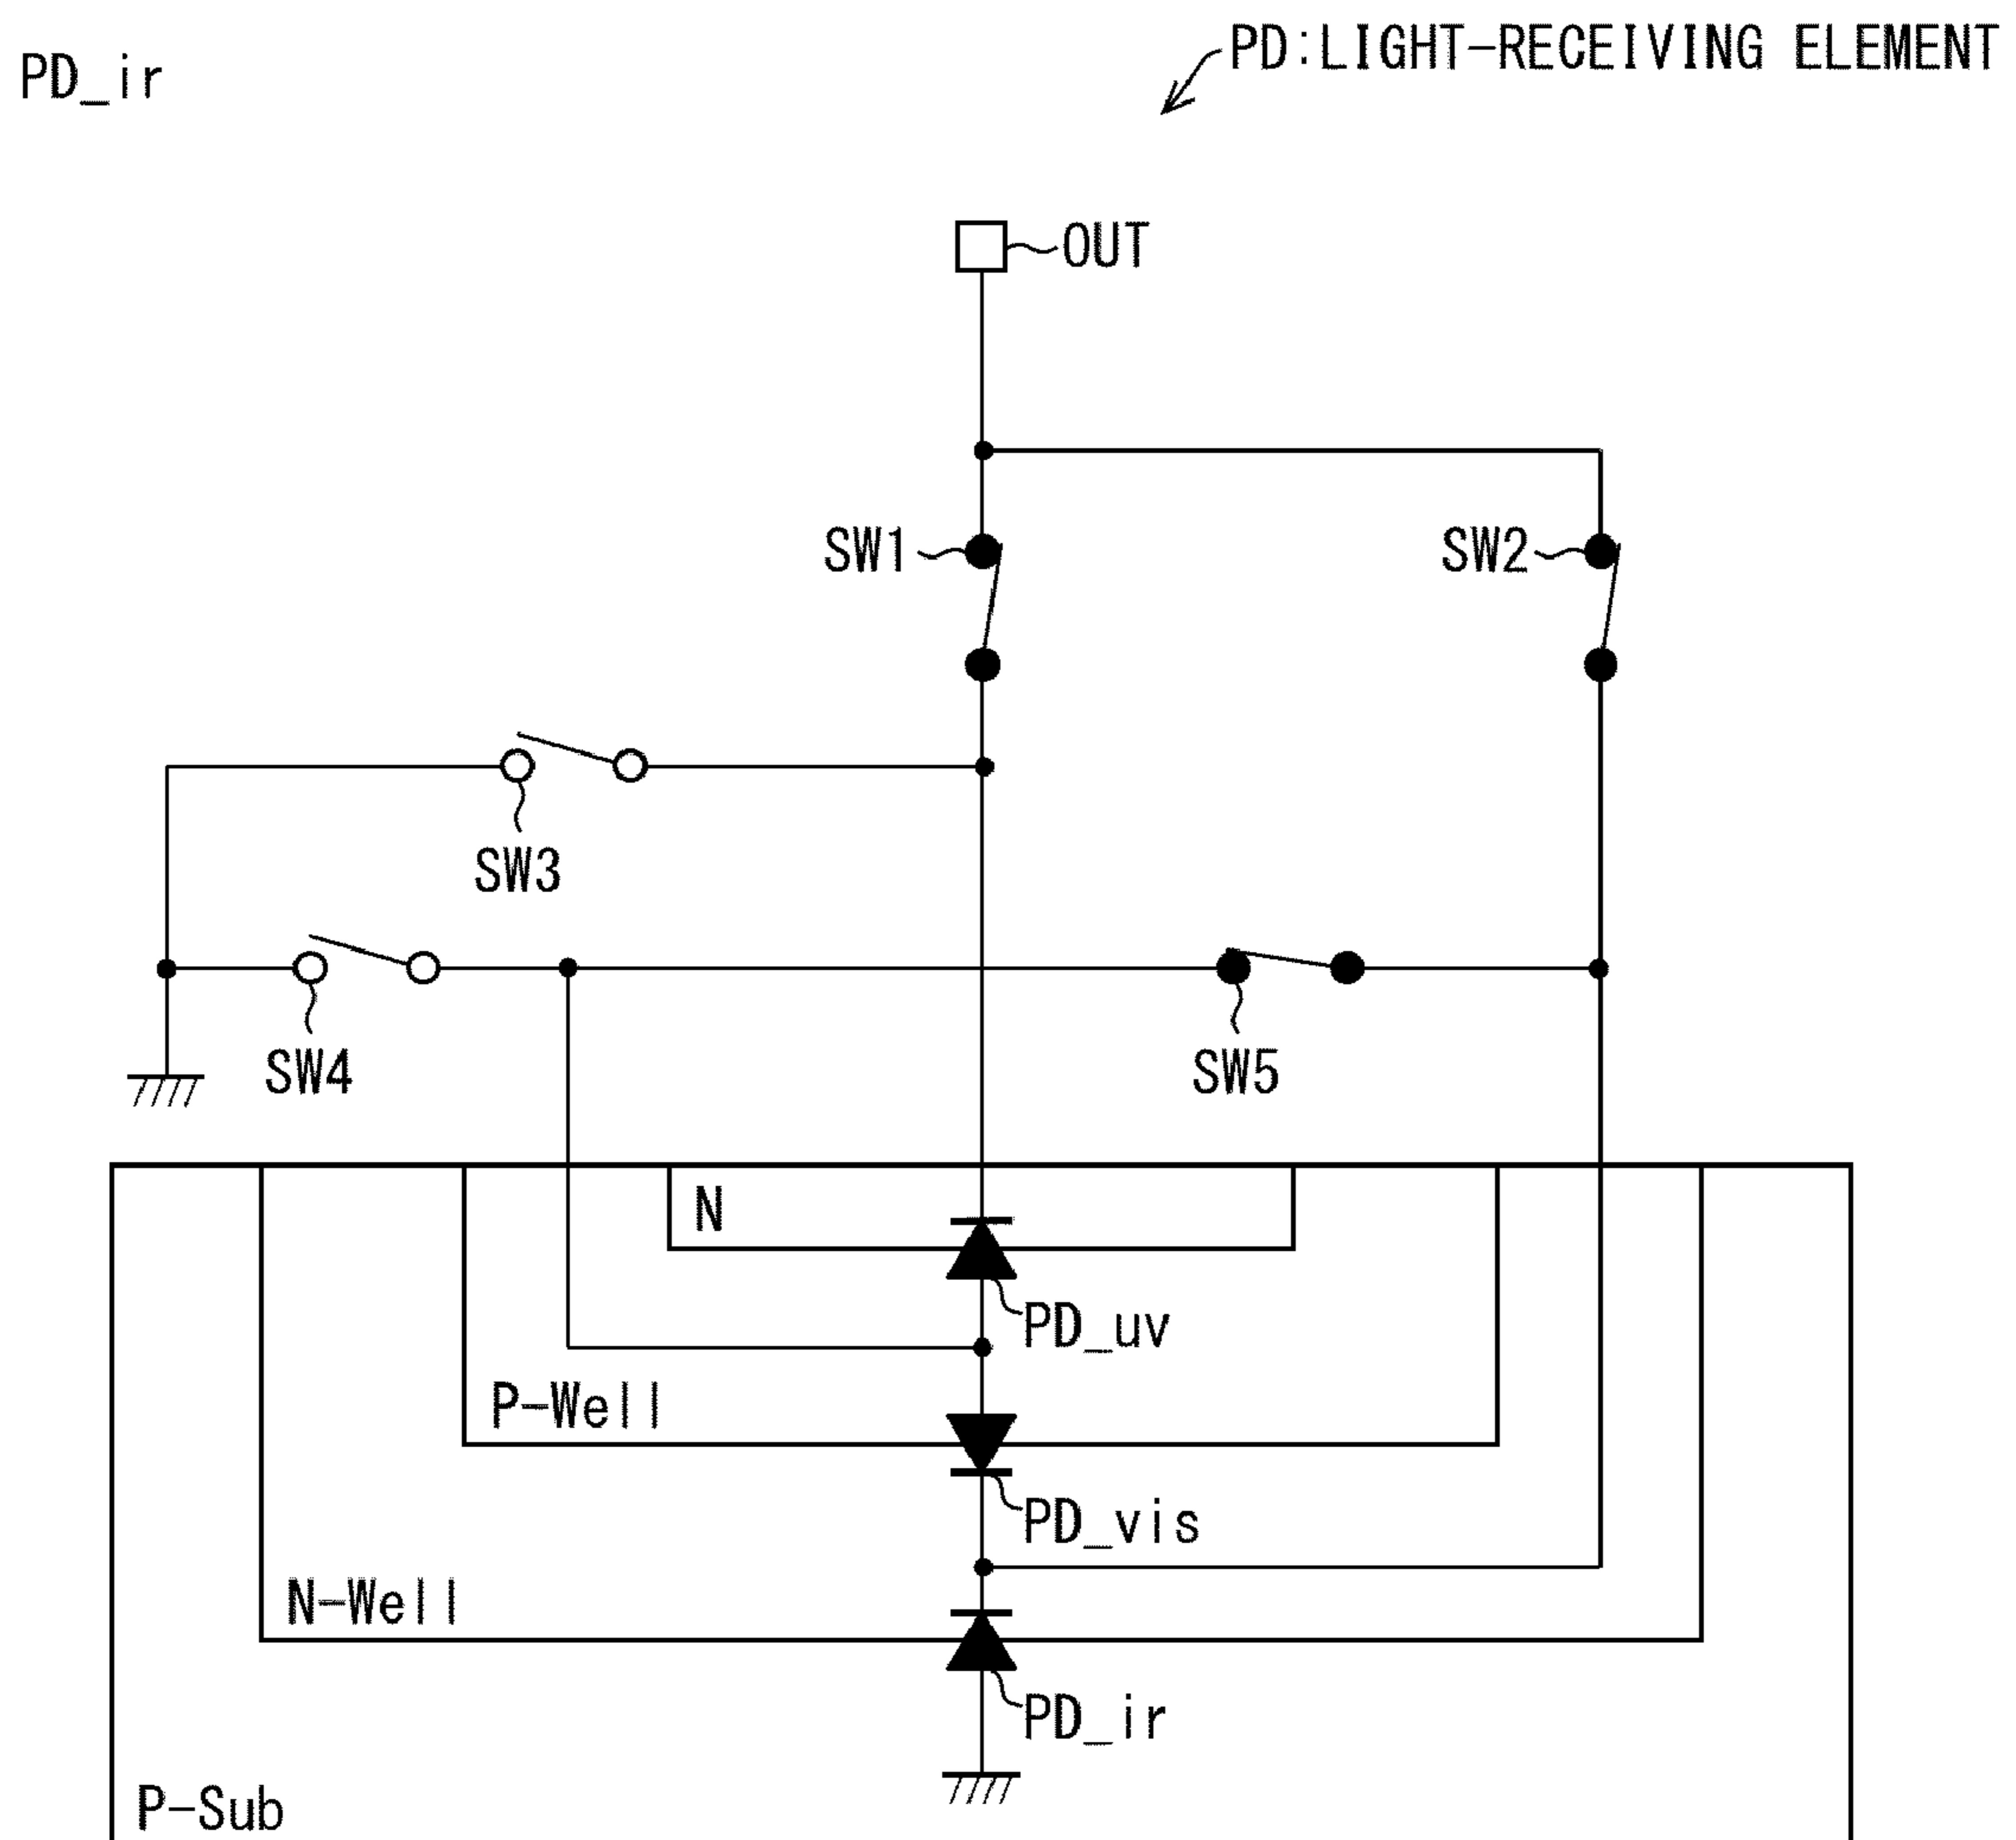 PD_ir
PD:LIGHT-RECEIVING ELEMENT
OUT
SW1
SW2
SW3
SW4
SW5
N
PD_uv
P-Well
PD_vis
N-Well
PD_ir
P-Sub